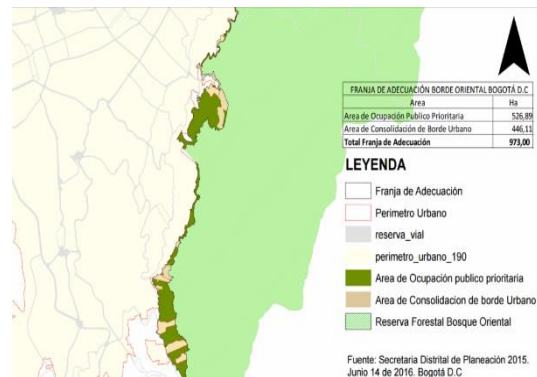 FRANJA DE ADECUACIÓN BORDE ORIENTAL BOGOTÁ D.C
Area Ha
Area de Ocupación Publico Prioritaria 526,89
Area de Consolidación de Borde Urbano 446,11
Total Franja de Adecuación 973,00
LEYENDA
Franja de Adecuación
Perimetro Urbano
reserva_vial
perimetro_urbano_190
Area de Ocupación publico prioritaria
Area de Consolidacion de borde Urbano
Reserva Forestal Bosque Oriental
Fuente: Secretaria Distrital de Planeación 2015.
Junio 14 de 2016. Bogotá D.C